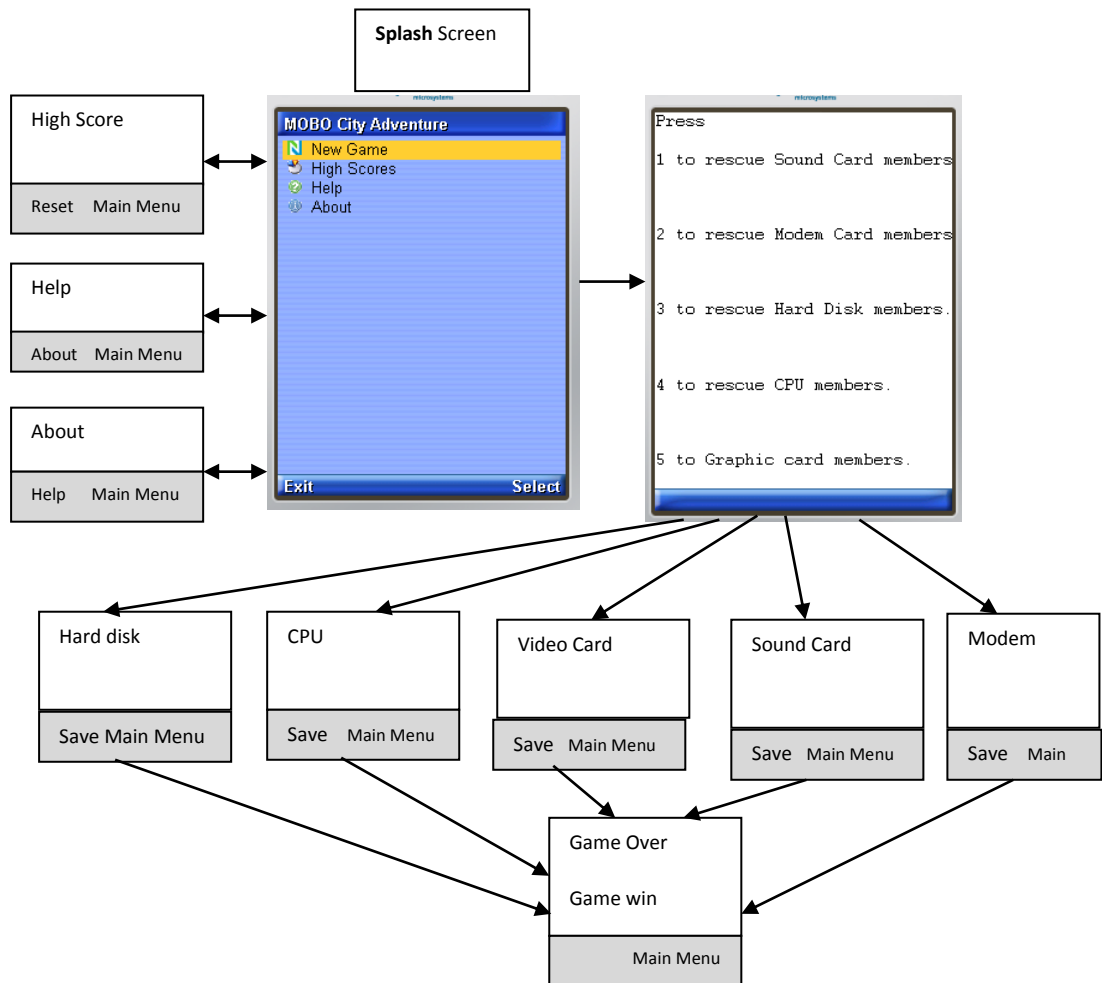 Splash Screen
High Score
Reset Main Menu
Help
About Main Menu
About
Help Main Menu
microsystems
MOBO City Adventure
New Game
High Scores
Help
About
Exit Select
microsystems
Press
1 to rescue Sound Card members
2 to rescue Modem Card members
3 to rescue Hard Disk members.
4 to rescue CPU members.
5 to Graphic card members.
Hard disk
Save Main Menu
CPU
Save Main Menu
Video Card
Save Main Menu
Sound Card
Save Main Menu
Modem
Save Main
Game Over
Game win
Main Menu